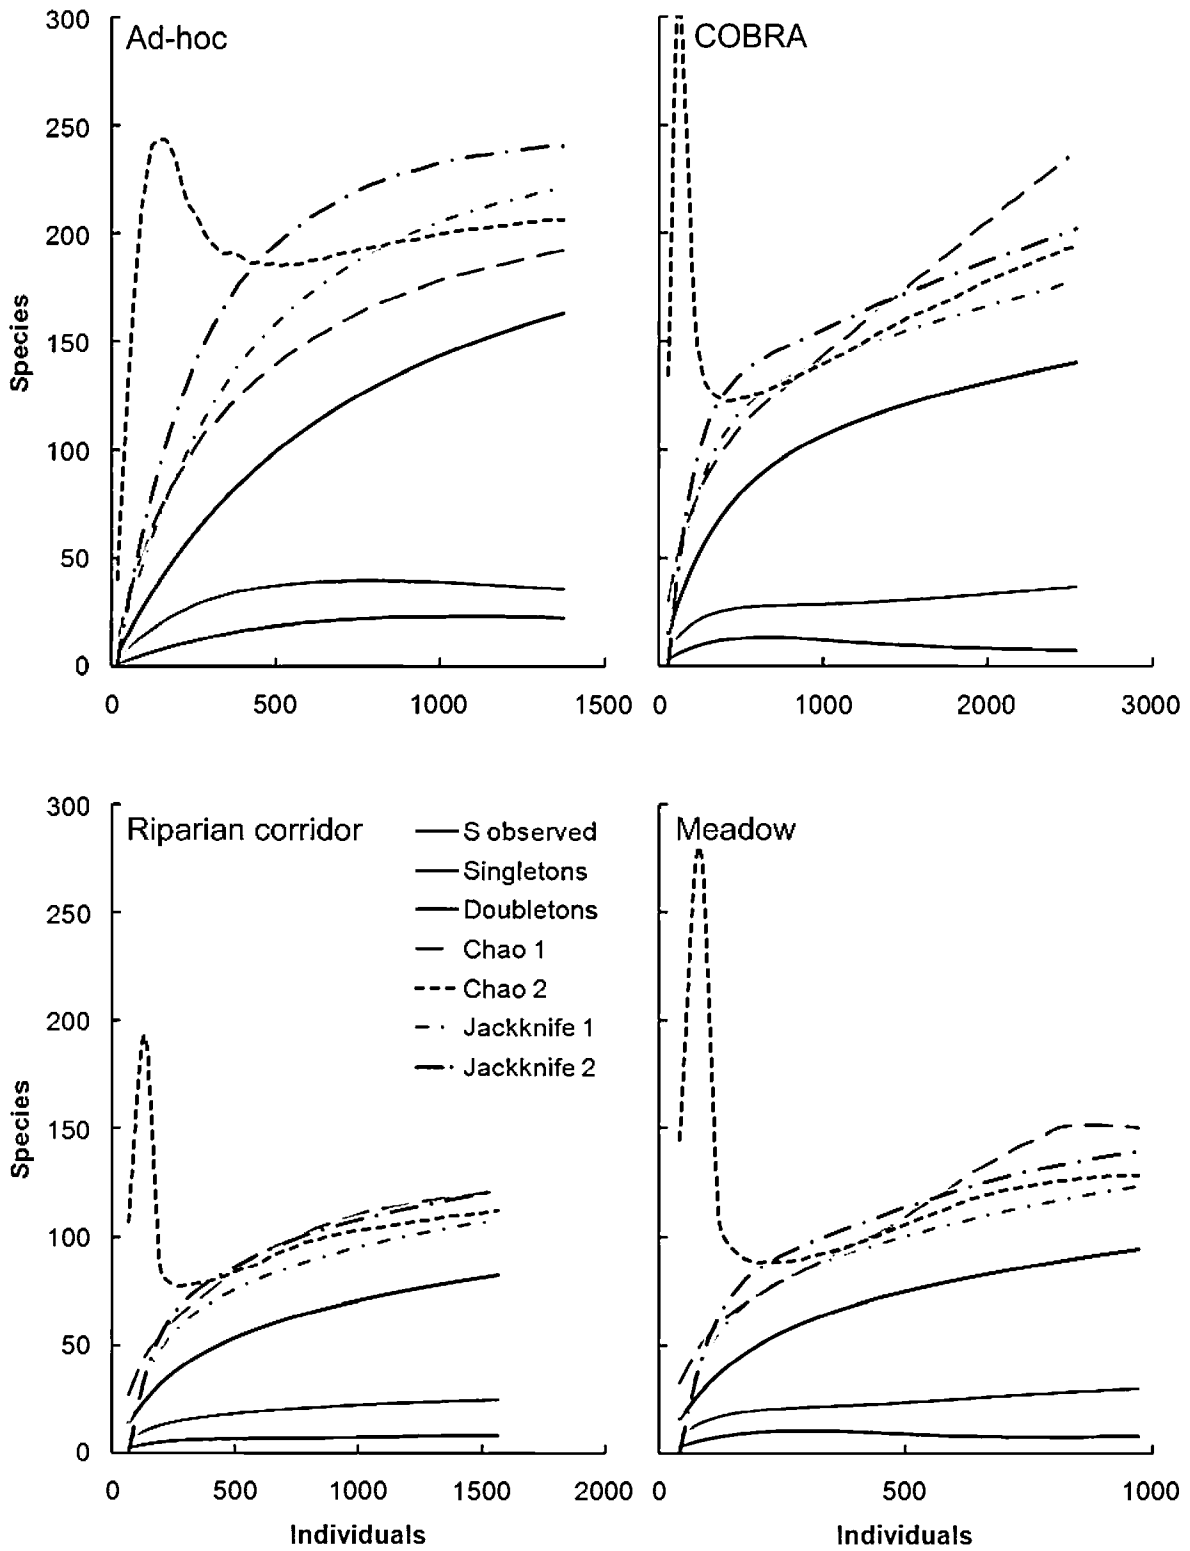 Ad-hoc
COBRA
300
250
200
150
100
50
0
Species
0 500 1000 1500
0 1000 2000 3000
Riparian corridor
Meadow
S observed
Singletons
Doubletons
Chao 1
Chao 2
Jackknife 1
Jackknife 2
300
250
200
150
100
50
0
Species
0 500 1000 1500 2000
0 500 1000
Individuals
Individuals